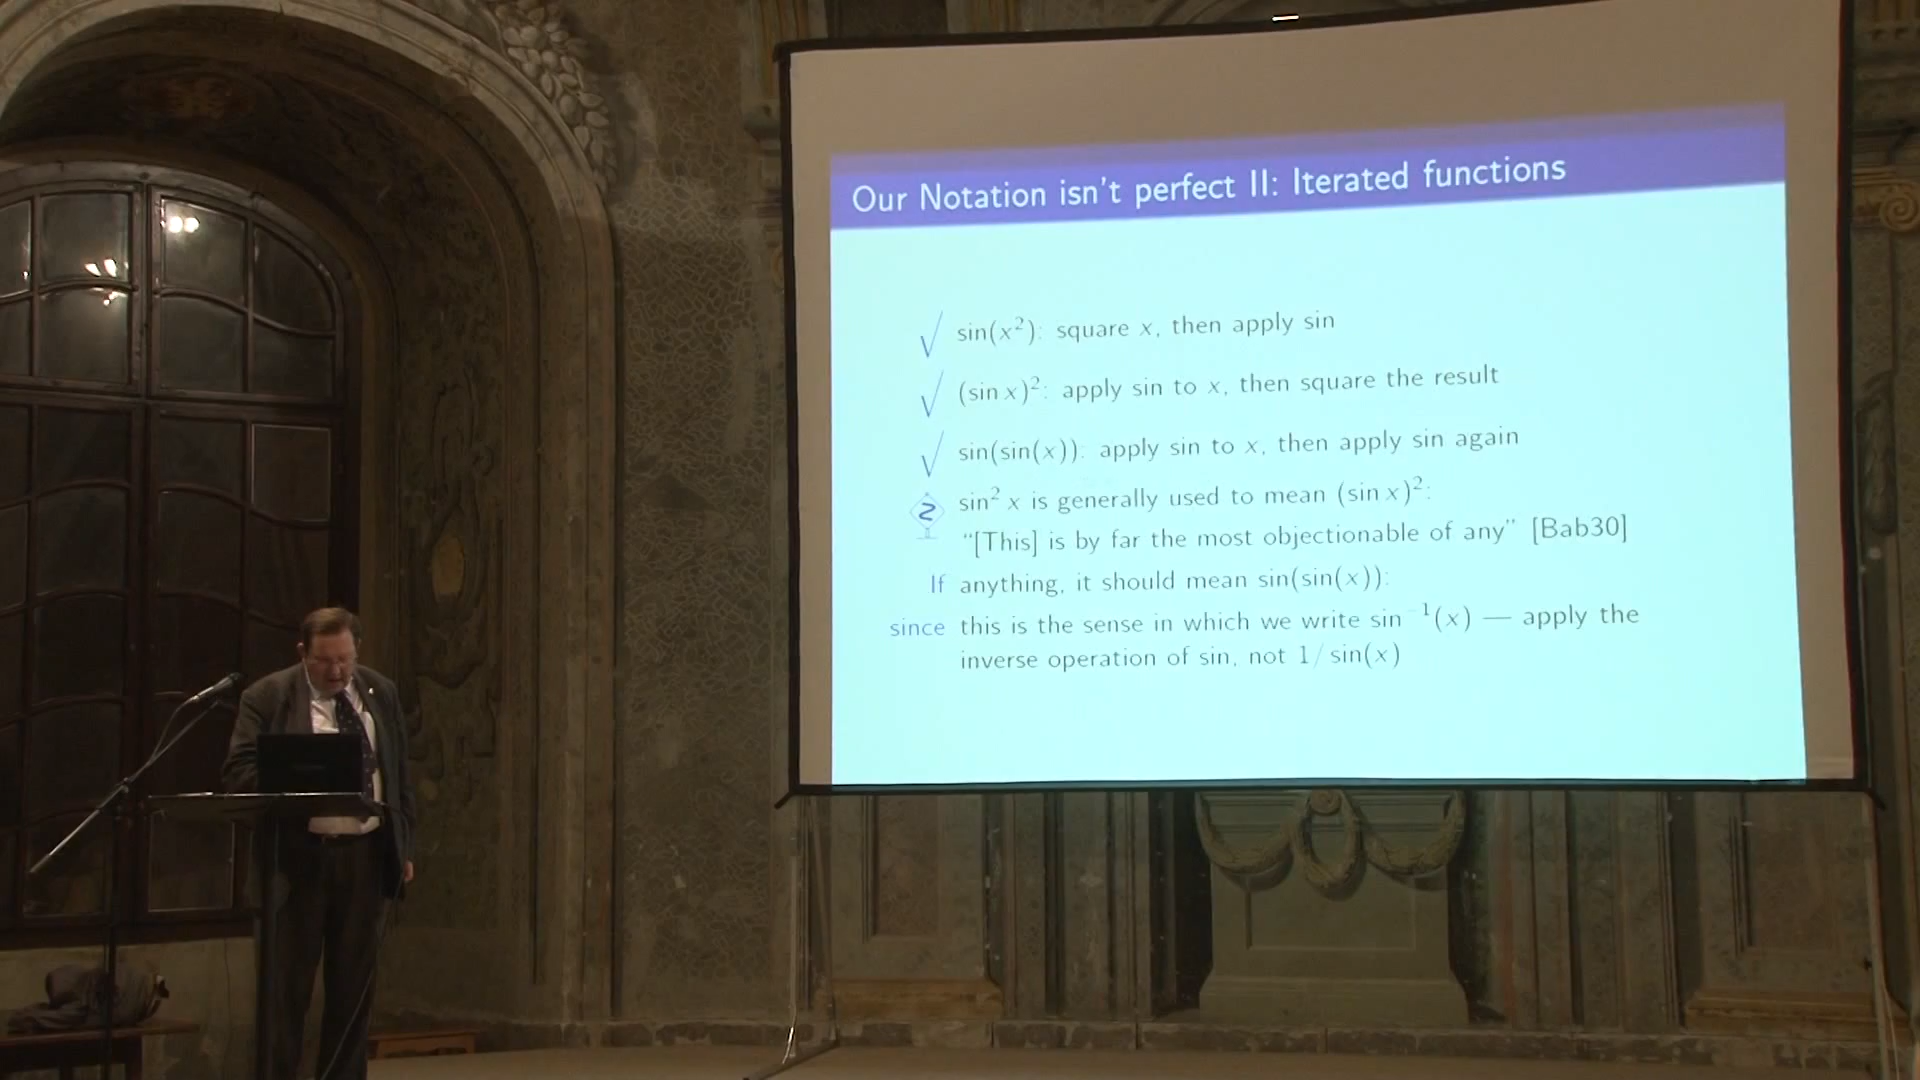 Our Notation isn't perfect II: Iterated functions
√ sin(x²): square x, then apply sin
√ (sin x)²: apply sin to x, then square the result
√ sin(sin(x)): apply sin to x, then apply sin again
☡ sin² x is generally used to mean (sin x)²:
“[This] is by far the most objectionable of any” [Bab30]
If anything, it should mean sin(sin(x)):
since this is the sense in which we write sin⁻¹(x) — apply the
inverse operation of sin, not 1/sin(x)